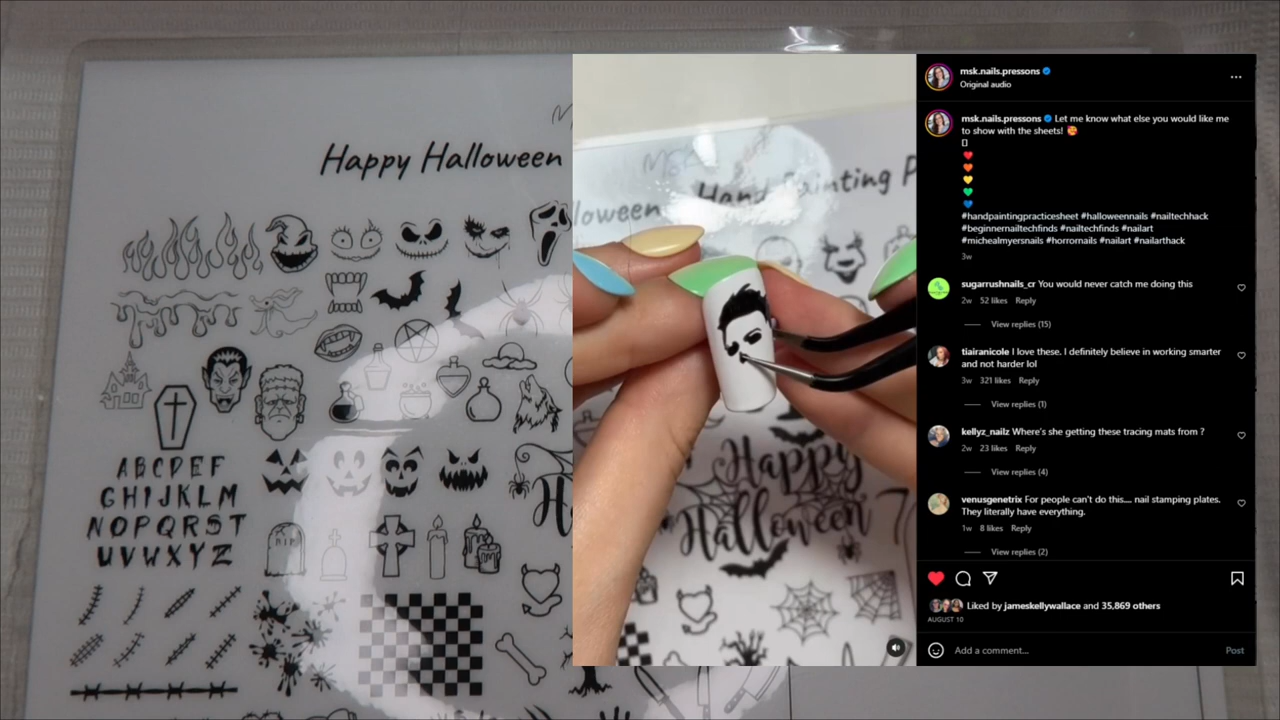 Happy Halloween
R.I.P
ABCDEF
GHIJKLM
NOPQRST
UVWXYZ
Hand Painting P
loween
Happy
Halloween
msk.nails.pressons
Original audio
msk.nails.pressons Let me know what else you would like me
to show with the sheets! 🥰
❤️
🧡
💛
💚
💙
#handpaintingpracticesheet #halloweennails #nailtechhack
#beginnernailtechfinds #nailtechfinds #nailart
#michealmyersnails #horrornails #nailart #nailarthack
3w
sugarrushnails_cr You would never catch me doing this
2w 52 likes Reply
View replies (15)
tiairanicole I love these. I definitely believe in working smarter
and not harder lol
3w 321 likes Reply
View replies (1)
kellyz_nailz Where's she getting these tracing mats from ?
2w 23 likes Reply
View replies (4)
venusgenetrix For people can't do this.... nail stamping plates.
They literally have everything.
1w 8 likes Reply
View replies (2)
Liked by jameskellywallace and 35,869 others
AUGUST 10
Add a comment...
Post